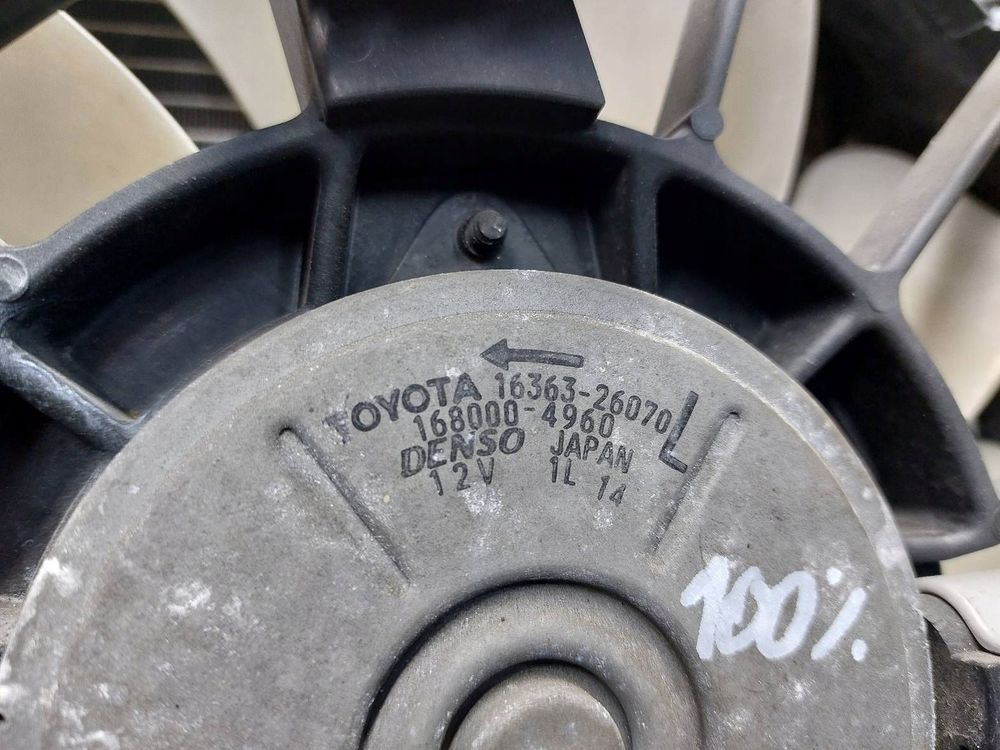 TOYOTA 16363-26070 L
168000-4960
DENSO JAPAN
12V 1L 14
100%